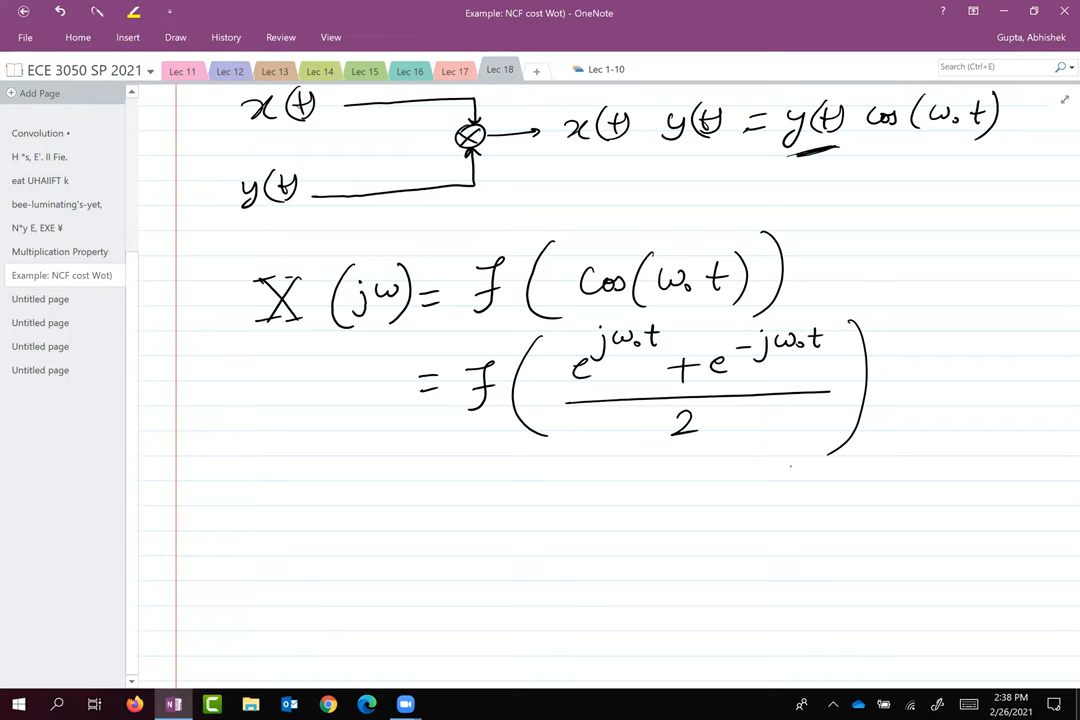 Example: NCF cost Wot) - OneNote
?
File Home Insert Draw History Review View
Gupta, Abhishek
ECE 3050 SP 2021
Lec 11 Lec 12 Lec 13 Lec 14 Lec 15 Lec 16 Lec 17 Lec 18 + Lec 1-10
Search (Ctrl+E)
Add Page
Convolution •
H *s, E'. II Fie.
eat UHAIIFT k
bee-luminating's-yet,
N*y E, EXE ¥
Multiplication Property
Example: NCF cost Wot)
Untitled page
Untitled page
Untitled page
Untitled page
x(t)
x(t) y(t) = y(t) cos(ω₀t)
y(t)
X(jω) = ℱ(cos(ω₀t))
= ℱ((e^{jω₀t} + e^{-jω₀t})/2)
2:38 PM
2/26/2021